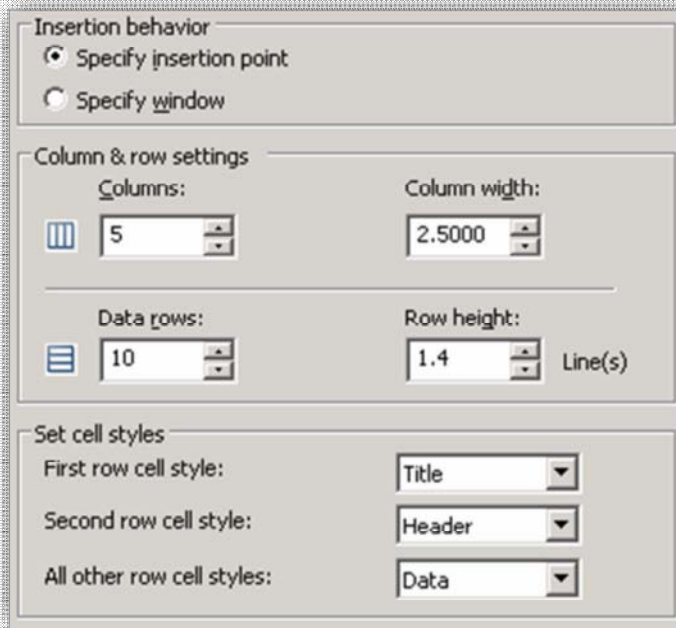 Insertion behavior
Specify insertion point
Specify window
Column & row settings
Columns: Column width:
5 2.5000
Data rows: Row height:
10 1.4 Line(s)
Set cell styles
First row cell style: Title
Second row cell style: Header
All other row cell styles: Data